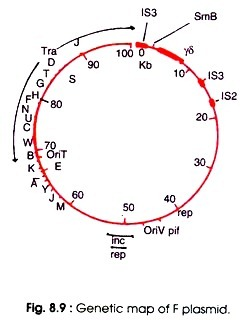 IS3
SrnB
100
0
Kb
γδ
10
IS3
IS2
20
30
40
rep
OriV pif
50
inc
rep
60
M
J
Y
A
K
E
B
OriT
70
W
C
U
N
F
80
H
G
S
T
D
Tra
J
90
Fig. 8.9 : Genetic map of F plasmid.